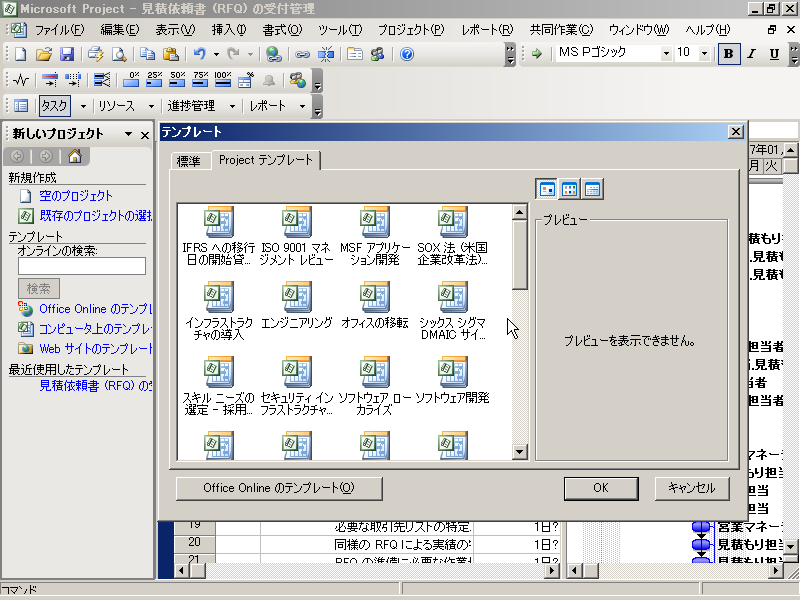 Microsoft Project - 見積依頼書 (RFQ) の受付管理
ファイル(F) 編集(E) 表示(V) 挿入(I) 書式(O) ツール(T) プロジェクト(P) レポート(R) 共同作業(C) ウィンドウ(W) ヘルプ(H)
MS Pゴシック 10 B I U
0% 25% 50% 75% 100%
タスク リソース 進捗管理 レポート
新しいプロジェクト
新規作成
空のプロジェクト
既存のプロジェクトの選択
テンプレート
オンラインの検索:
検索
Office Online のテンプレ
コンピュータ上のテンプレ
Web サイトのテンプレート
最近使用したテンプレート
見積依頼書 (RFQ) の受
テンプレート
標準 Project テンプレート
IFRS への移行
日の開始貸...
ISO 9001 マネ
ジメント レビュー
MSF アプリケー
ション開発
SOX 法 (米国
企業改革法)...
インフラストラク
チャの導入
エンジニアリング
オフィスの移転
シックス シグマ
DMAIC サイ...
スキル ニーズの
選定 - 採用...
セキュリティ イン
フラストラクチャ...
ソフトウェア ロー
カライズ
ソフトウェア開発
プレビュー
プレビューを表示できません。
Office Online のテンプレート(O)
OK
キャンセル
7年01
月 火
見積もり
見積も
見積も
担当者
見積も
当者
担当者
マネー
もり担
担当
担当
19 必要な取引先リストの特定 1日? 営業マネー
20 同様の RFQ による実績の 1日? 見積もり担
21 RFQ の準備に必要な作業 1日? 見積もり担
コマンド